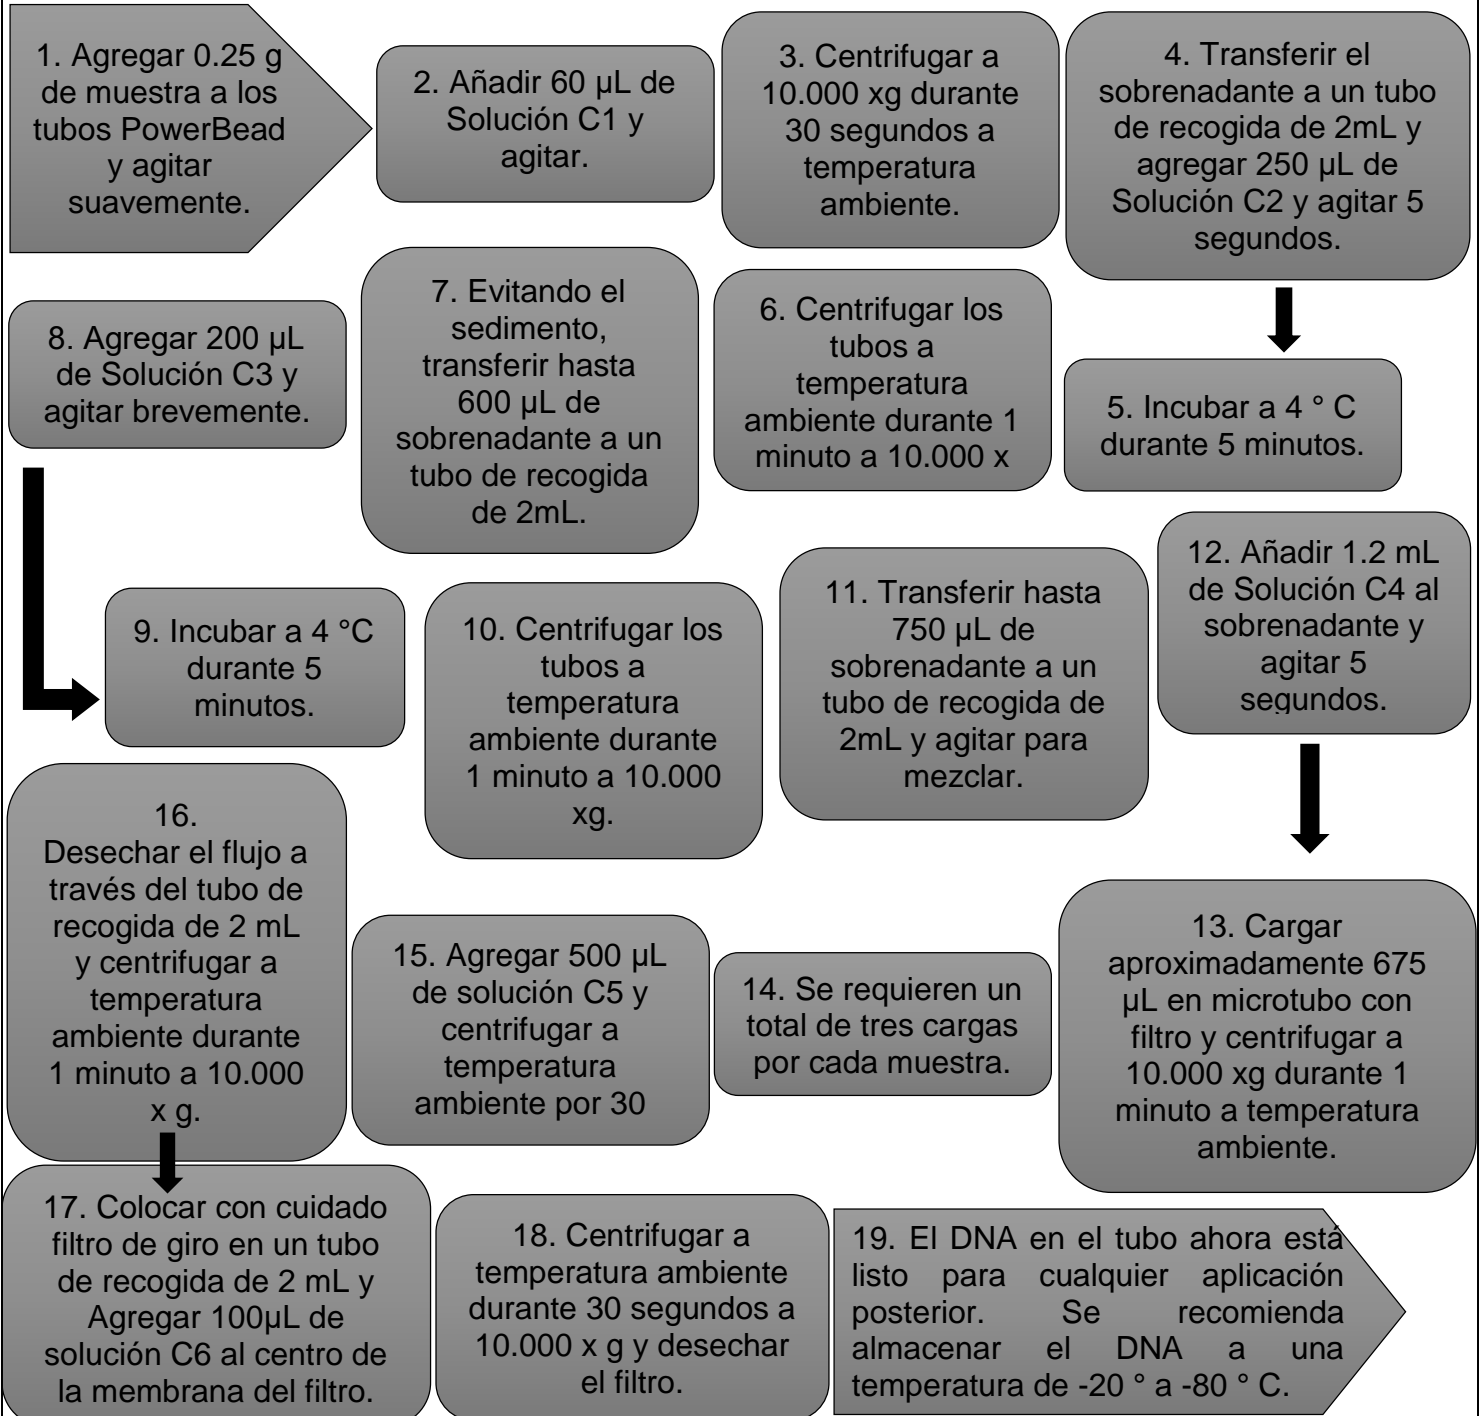 1. Agregar 0.25 g
de muestra a los
tubos PowerBead
y agitar
suavemente.
2. Añadir 60 µL de
Solución C1 y
agitar.
3. Centrifugar a
10.000 xg durante
30 segundos a
temperatura
ambiente.
4. Transferir el
sobrenadante a un tubo
de recogida de 2mL y
agregar 250 µL de
Solución C2 y agitar 5
segundos.
5. Incubar a 4 ° C
durante 5 minutos.
6. Centrifugar los
tubos a
temperatura
ambiente durante 1
minuto a 10.000 x
7. Evitando el
sedimento,
transferir hasta
600 µL de
sobrenadante a un
tubo de recogida
de 2mL.
8. Agregar 200 µL
de Solución C3 y
agitar brevemente.
9. Incubar a 4 °C
durante 5
minutos.
10. Centrifugar los
tubos a
temperatura
ambiente durante
1 minuto a 10.000
xg.
11. Transferir hasta
750 µL de
sobrenadante a un
tubo de recogida de
2mL y agitar para
mezclar.
12. Añadir 1.2 mL
de Solución C4 al
sobrenadante y
agitar 5
segundos.
13. Cargar
aproximadamente 675
µL en microtubo con
filtro y centrifugar a
10.000 xg durante 1
minuto a temperatura
ambiente.
14. Se requieren un
total de tres cargas
por cada muestra.
15. Agregar 500 µL
de solución C5 y
centrifugar a
temperatura
ambiente por 30
16.
Desechar el flujo a
través del tubo de
recogida de 2 mL
y centrifugar a
temperatura
ambiente durante
1 minuto a 10.000
x g.
17. Colocar con cuidado
filtro de giro en un tubo
de recogida de 2 mL y
Agregar 100µL de
solución C6 al centro de
la membrana del filtro.
18. Centrifugar a
temperatura ambiente
durante 30 segundos a
10.000 x g y desechar
el filtro.
19. El DNA en el tubo ahora está
listo para cualquier aplicación
posterior. Se recomienda
almacenar el DNA a una
temperatura de -20 ° a -80 ° C.